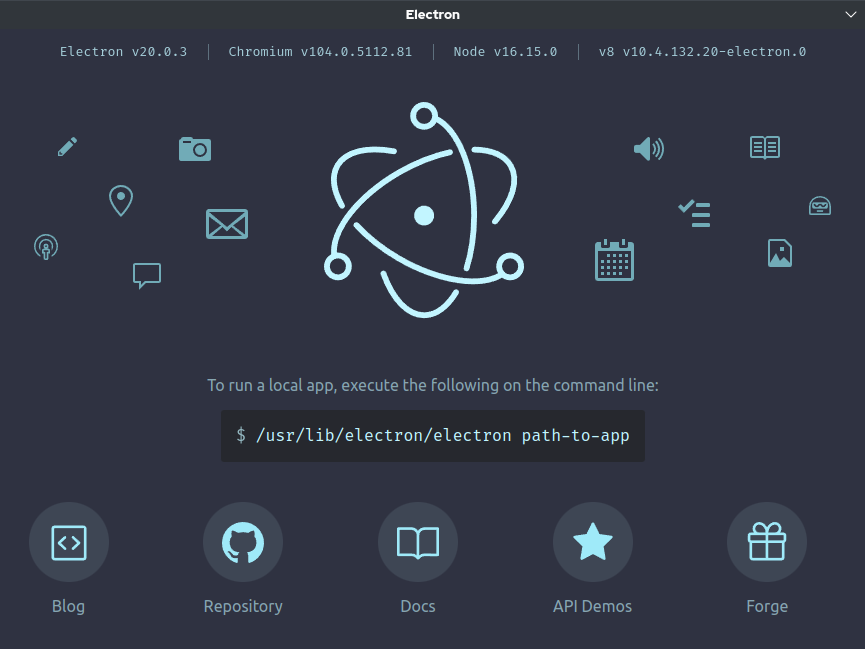 Electron
Electron v20.0.3 | Chromium v104.0.5112.81 | Node v16.15.0 | v8 v10.4.132.20-electron.0
To run a local app, execute the following on the command line:
$ /usr/lib/electron/electron path-to-app
Blog Repository Docs API Demos Forge